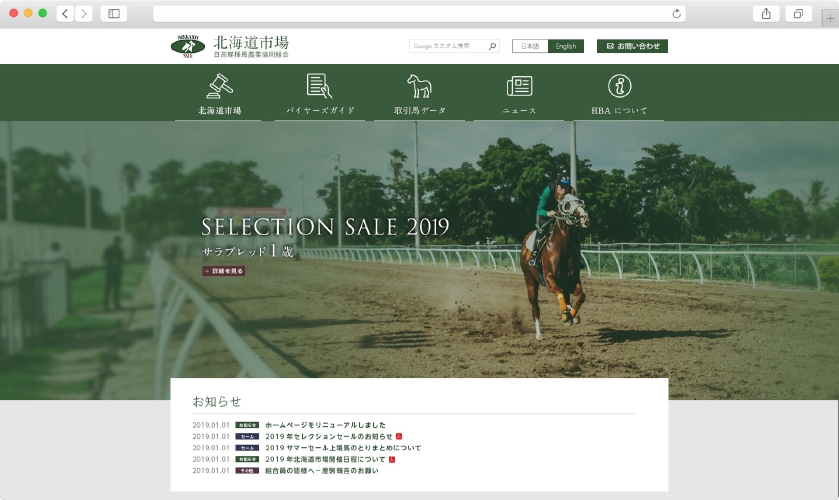 HIDAKA
SALE
北海道市場
日高軽種馬農業協同組合
Google カスタム検索
日本語
English
お問い合わせ
北海道市場
バイヤーズガイド
取引馬データ
ニュース
HBA について
SELECTION SALE 2019
サラブレッド1歳
詳細を見る
お知らせ
2019.01.01 お知らせ ホームページをリニューアルしました
2019.01.01 セール 2019 年セレクションセールのお知らせ
2019.01.01 セール 2019 サマーセール上場馬のとりまとめについて
2019.01.01 お知らせ 2019 年北海道市場開催日程について
2019.01.01 その他 組合員の皆様へ－産駒報告のお願い